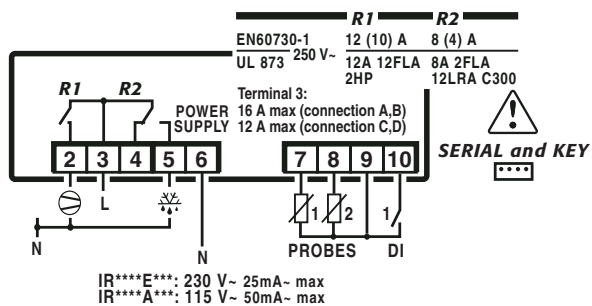 R1 R2
EN60730-1 250 V~ 12 (10) A 8 (4) A
UL 873 12A 12FLA 8A 2FLA
2HP 12LRA C300
R1 R2
Terminal 3:
POWER 16 A max (connection A,B)
SUPPLY 12 A max (connection C,D)
2 3 4 5 6 7 8 9 10
SERIAL and KEY
L
1 2 1
N
N PROBES DI
IR****E***: 230 V~ 25mA~ max
IR****A***: 115 V~ 50mA~ max